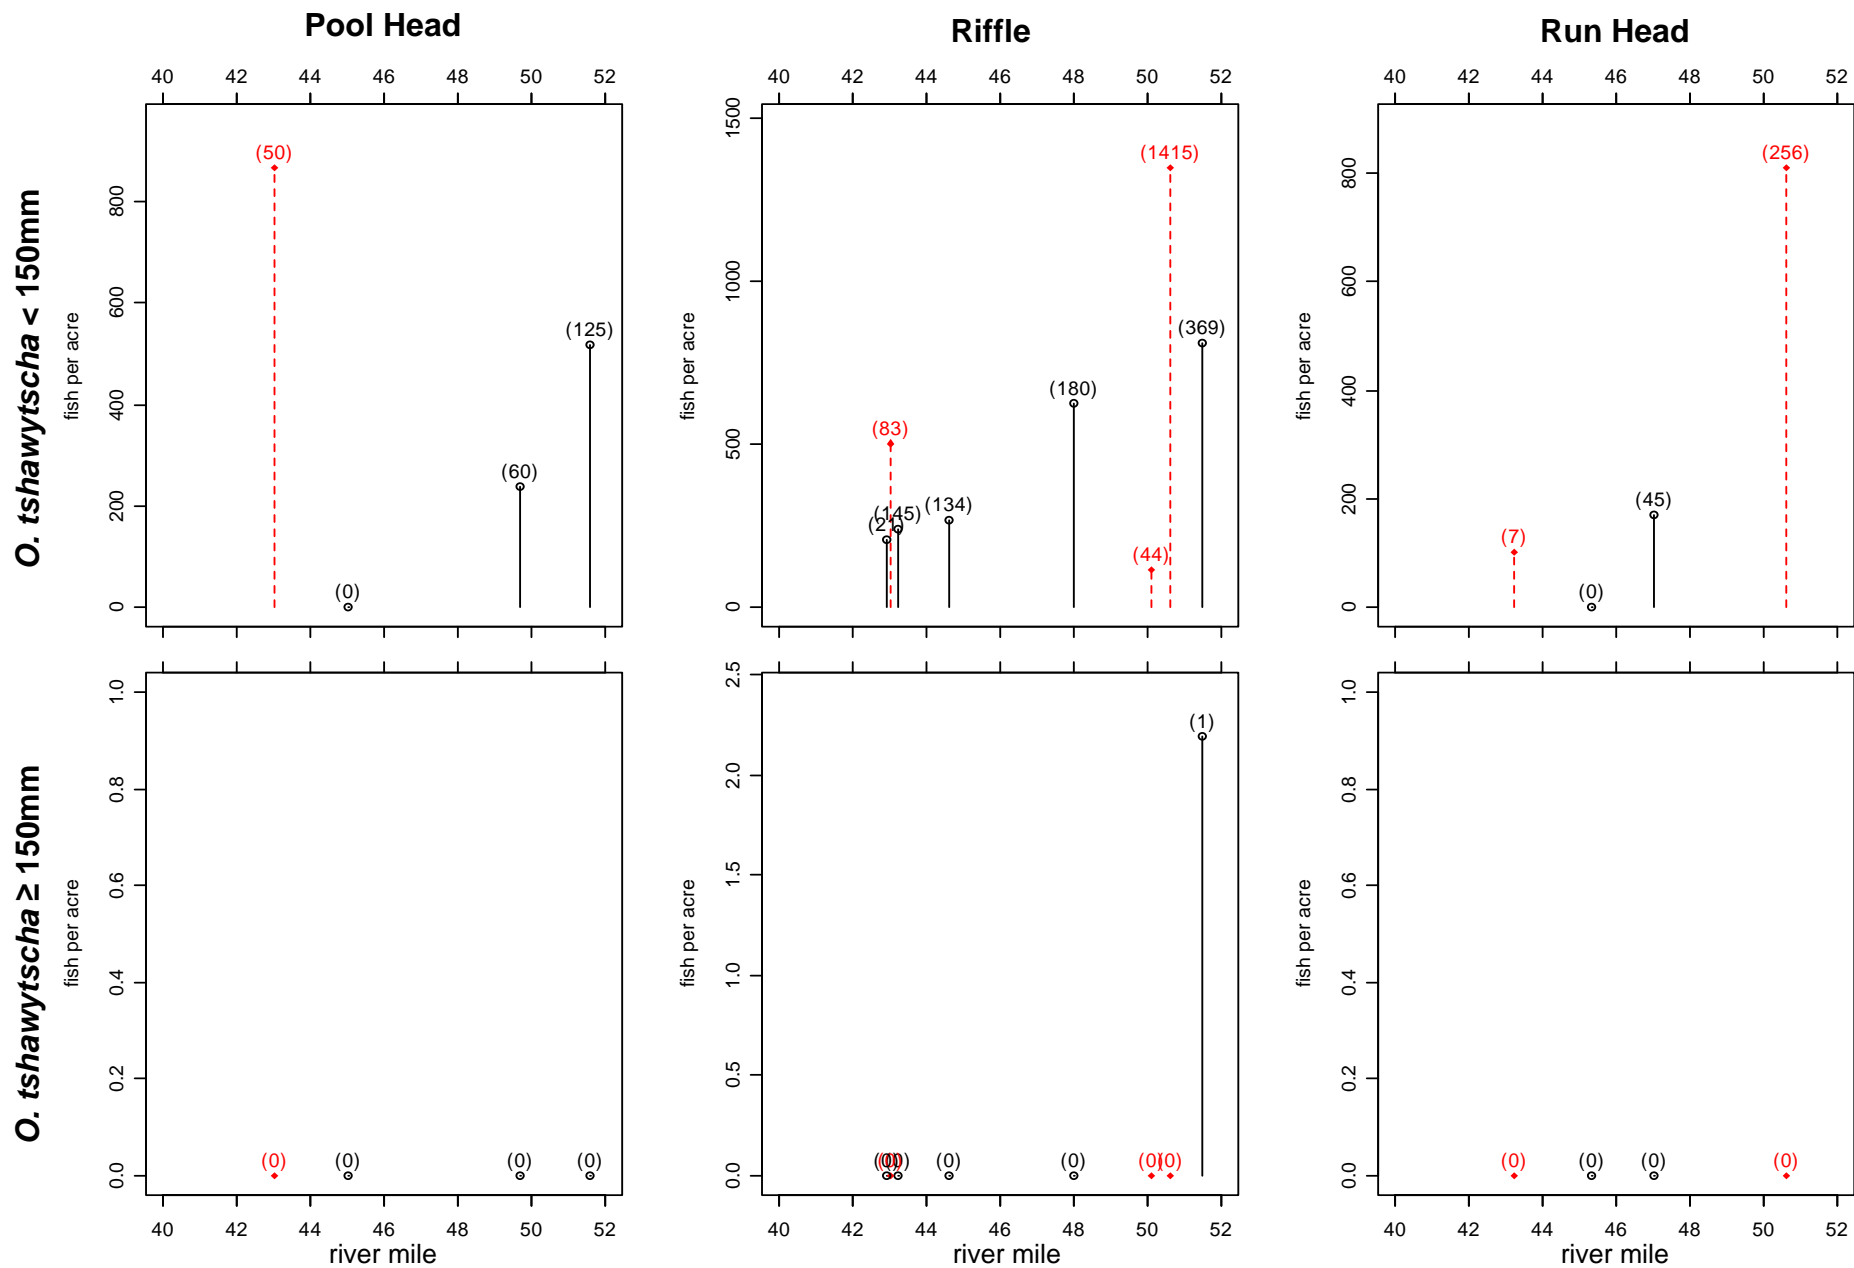 Pool Head
Riffle
Run Head
40 42 44 46 48 50 52
40 42 44 46 48 50 52
40 42 44 46 48 50 52
O. tshawytscha < 150mm
fish per acre
0 200 400 600 800
(50)
(0)
(60)
(125)
fish per acre
0 500 1000 1500
(21)
(83)
(145)
(134)
(180)
(44)
(1415)
(369)
fish per acre
0 200 400 600 800
(7)
(0)
(45)
(256)
O. tshawytscha ≥ 150mm
fish per acre
0.0 0.2 0.4 0.6 0.8 1.0
(0)
(0)
(0)
(0)
fish per acre
0.0 0.5 1.0 1.5 2.0 2.5
(0)
(0)
(0)
(0)
(0)
(0)
(0)
(1)
fish per acre
0.0 0.2 0.4 0.6 0.8 1.0
(0)
(0)
(0)
(0)
40 42 44 46 48 50 52
40 42 44 46 48 50 52
40 42 44 46 48 50 52
river mile
river mile
river mile